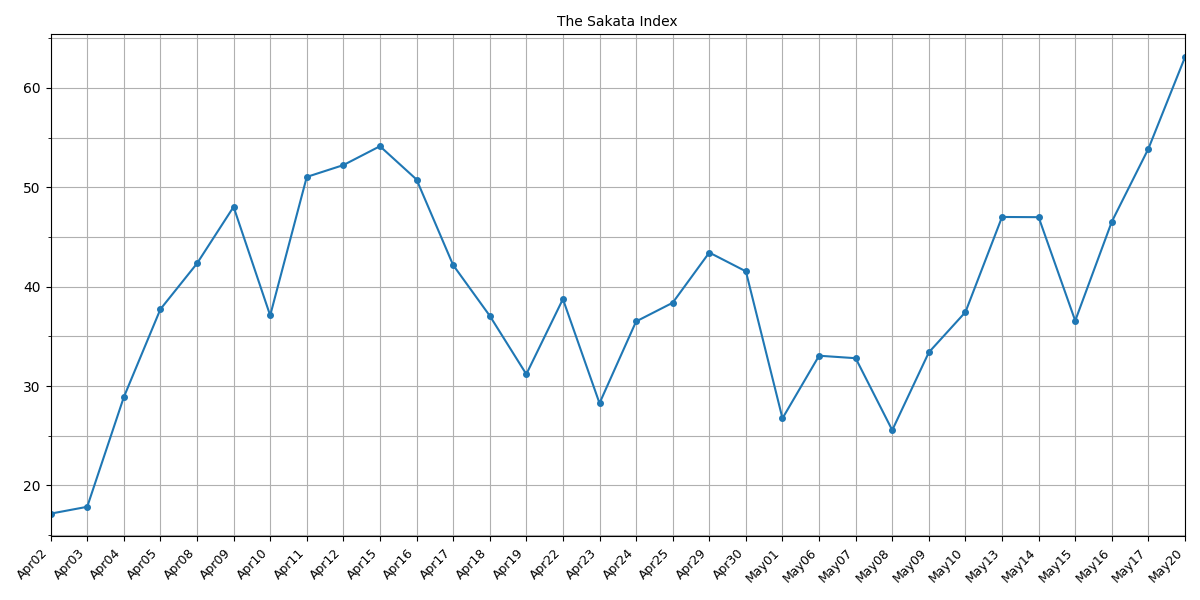 The Sakata Index
60
50
40
30
20
Apr02
Apr03
Apr04
Apr05
Apr08
Apr09
Apr10
Apr11
Apr12
Apr15
Apr16
Apr17
Apr18
Apr19
Apr22
Apr23
Apr24
Apr25
Apr29
Apr30
May01
May06
May07
May08
May09
May10
May13
May14
May15
May16
May17
May20